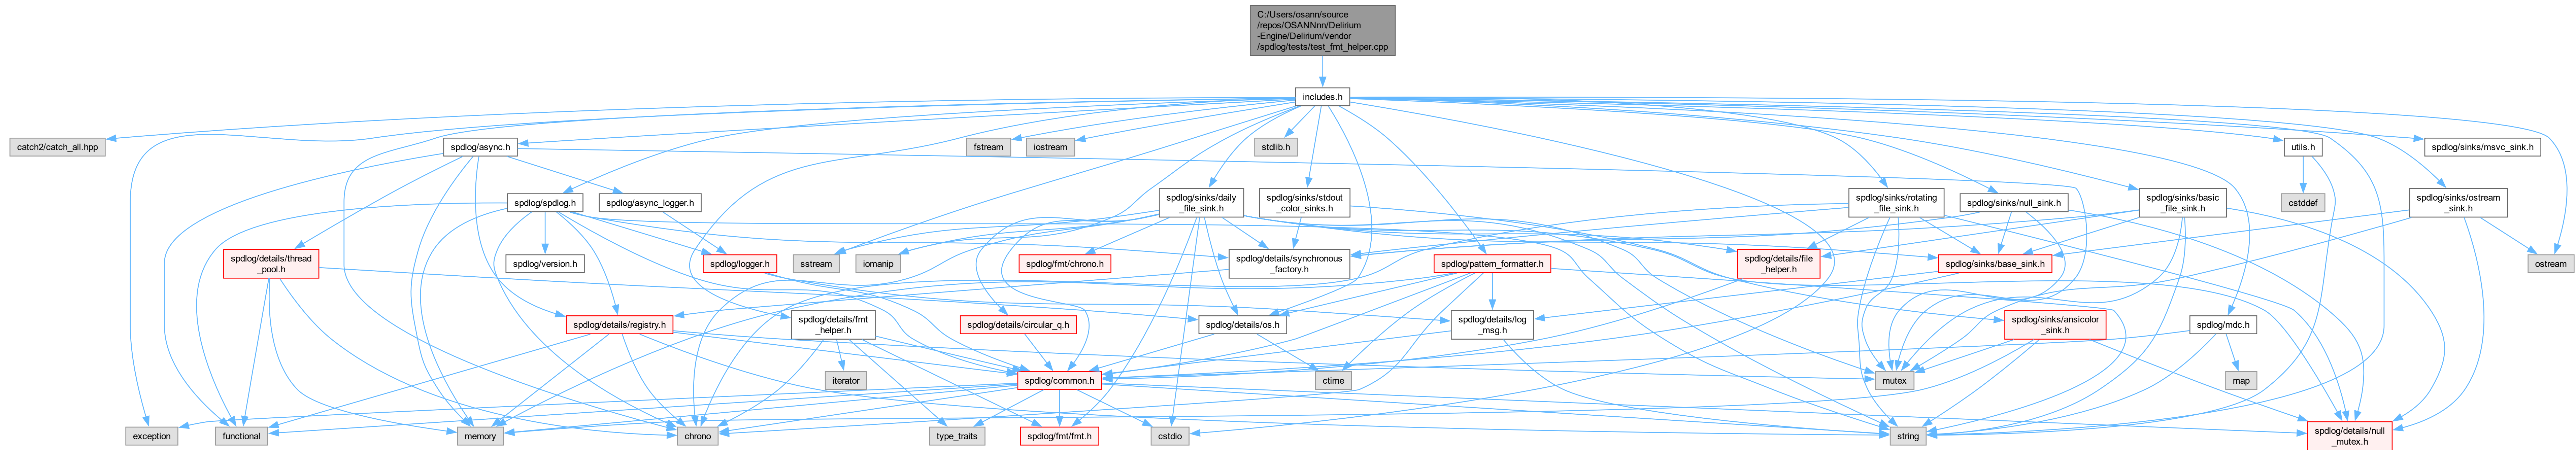 C:/Users/osann/source
/repos/OSANNnn/Delirium
-Engine/Delirium/vendor
/spdlog/tests/test_fmt_helper.cpp
includes.h
catch2/catch_all.hpp
spdlog/async.h
fstream
iostream
stdlib.h
utils.h
spdlog/sinks/msvc_sink.h
spdlog/spdlog.h
spdlog/async_logger.h
spdlog/sinks/daily
_file_sink.h
spdlog/sinks/stdout
_color_sinks.h
spdlog/sinks/rotating
_file_sink.h
spdlog/sinks/null_sink.h
spdlog/sinks/basic
_file_sink.h
cstddef
spdlog/sinks/ostream
_sink.h
spdlog/details/thread
_pool.h
spdlog/version.h
spdlog/logger.h
sstream
iomanip
spdlog/fmt/chrono.h
spdlog/details/synchronous
_factory.h
spdlog/pattern_formatter.h
spdlog/details/file
_helper.h
spdlog/sinks/base_sink.h
ostream
spdlog/details/registry.h
spdlog/details/fmt
_helper.h
spdlog/details/circular_q.h
spdlog/details/os.h
spdlog/details/log
_msg.h
spdlog/sinks/ansicolor
_sink.h
spdlog/mdc.h
iterator
spdlog/common.h
ctime
mutex
map
exception
functional
memory
chrono
type_traits
spdlog/fmt/fmt.h
cstdio
string
spdlog/details/null
_mutex.h